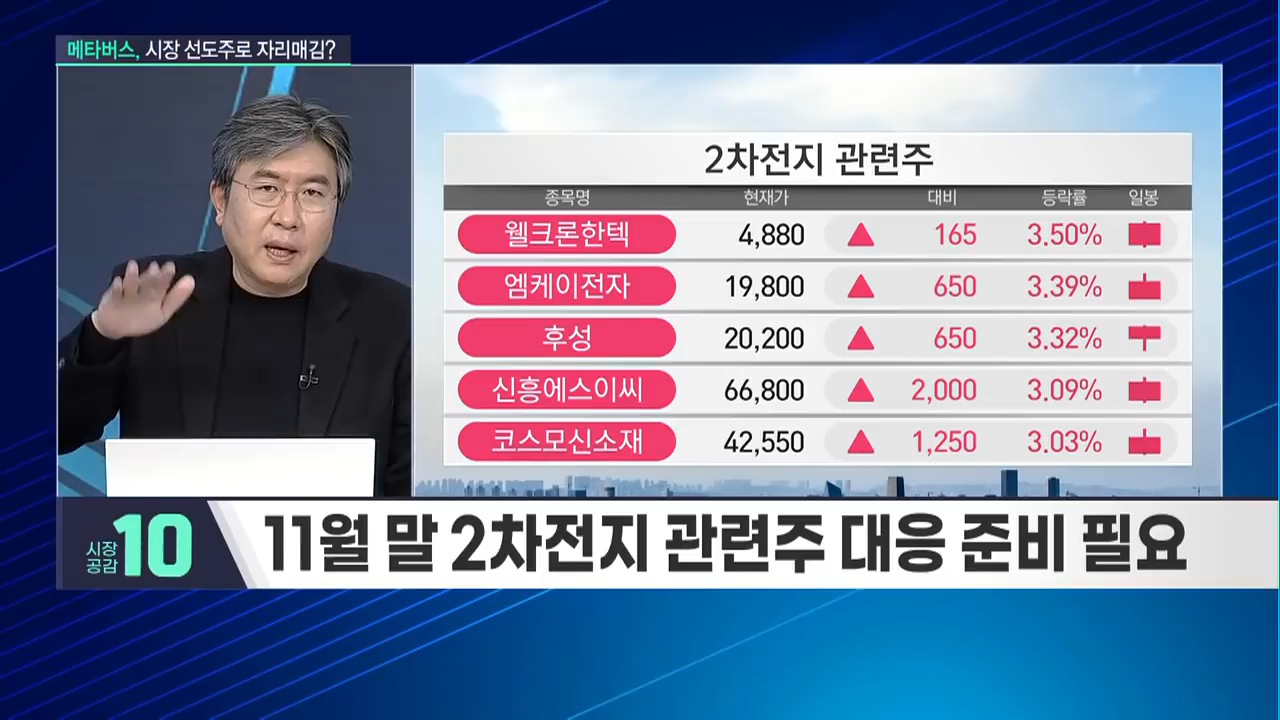 메타버스, 시장 선도주로 자리매김?
2차전지 관련주
종목명 현재가 대비 등락률 일봉
웰크론한텍 4,880 ▲ 165 3.50%
엠케이전자 19,800 ▲ 650 3.39%
후성 20,200 ▲ 650 3.32%
신흥에스이씨 66,800 ▲ 2,000 3.09%
코스모신소재 42,550 ▲ 1,250 3.03%
시장
공감
10
11월 말 2차전지 관련주 대응 준비 필요